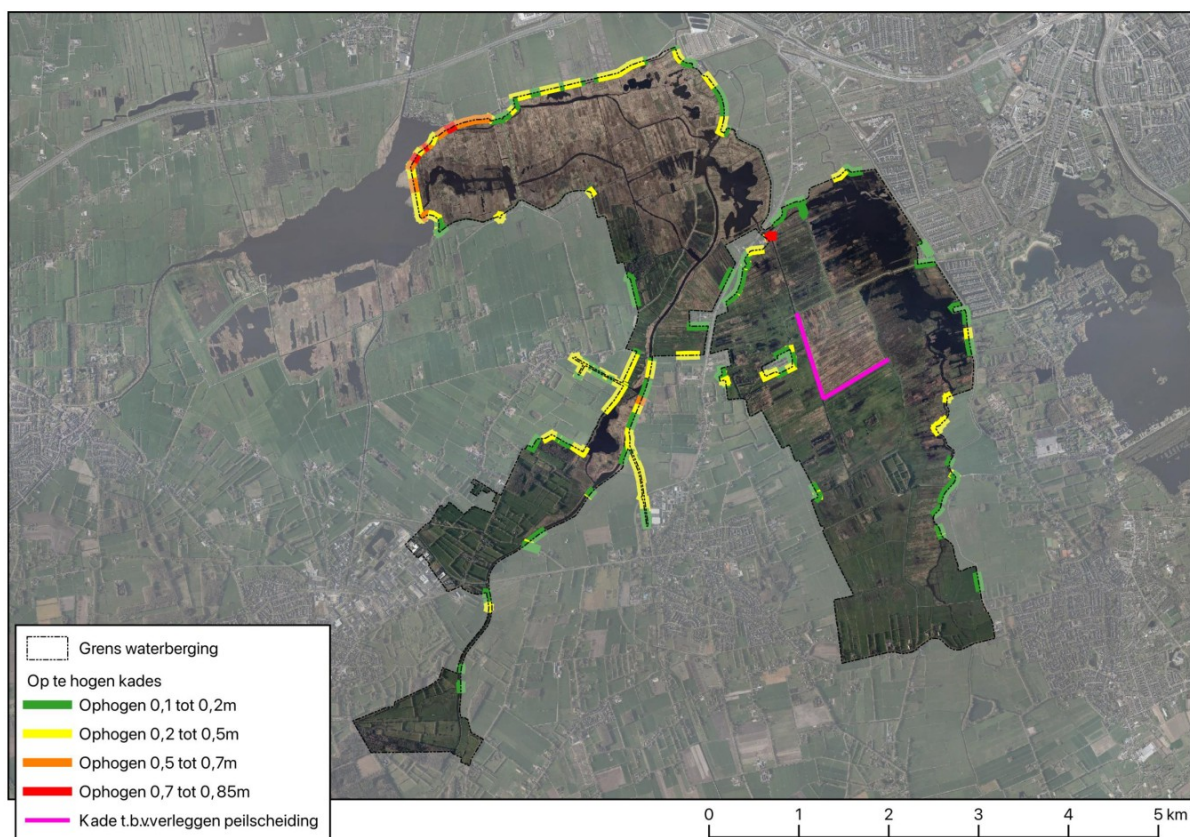 Grens waterberging
Op te hogen kades
Ophogen 0,1 tot 0,2m
Ophogen 0,2 tot 0,5m
Ophogen 0,5 tot 0,7m
Ophogen 0,7 tot 0,85m
Kade t.b.v.verleggen peilscheiding
0 1 2 3 4 5 km